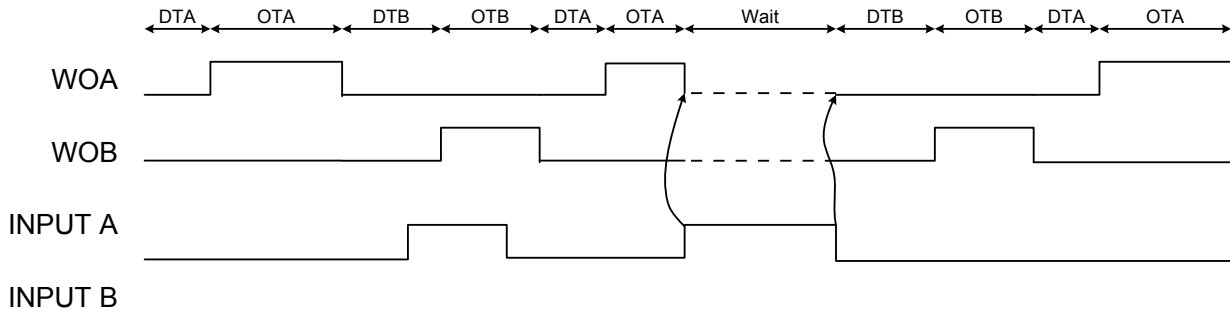 DTA OTA DTB OTB DTA OTA Wait DTB OTB DTA OTA
WOA
WOB
INPUT A
INPUT B